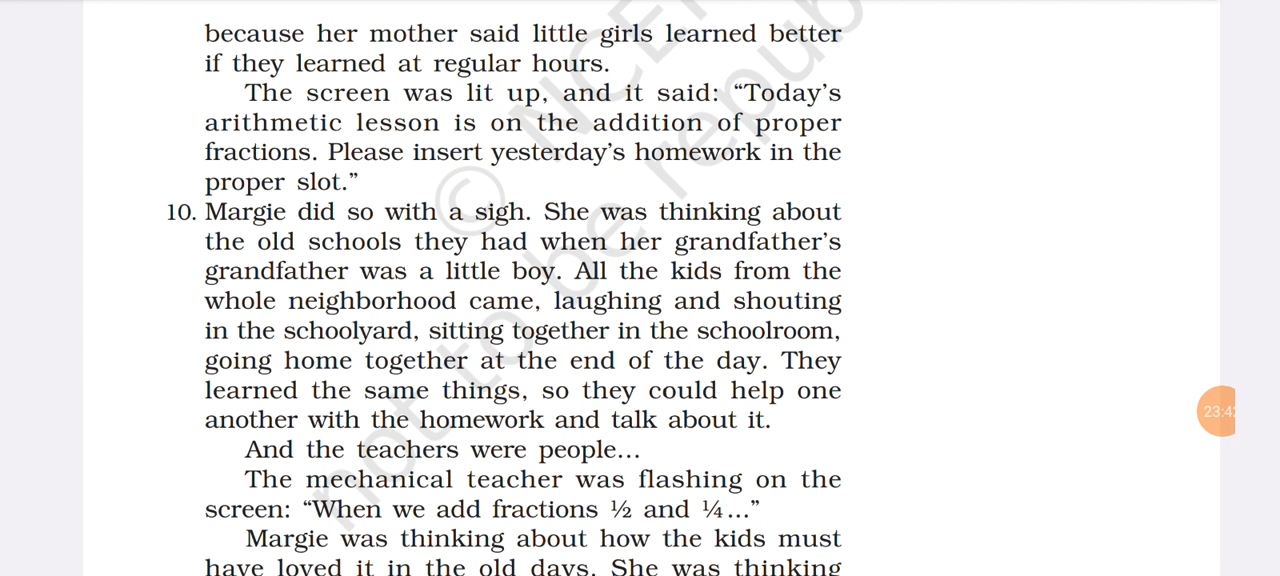 because her mother said little girls learned better
if they learned at regular hours.
The screen was lit up, and it said: “Today’s
arithmetic lesson is on the addition of proper
fractions. Please insert yesterday’s homework in the
proper slot.”
10. Margie did so with a sigh. She was thinking about
the old schools they had when her grandfather’s
grandfather was a little boy. All the kids from the
whole neighborhood came, laughing and shouting
in the schoolyard, sitting together in the schoolroom,
going home together at the end of the day. They
learned the same things, so they could help one
another with the homework and talk about it.
And the teachers were people...
The mechanical teacher was flashing on the
screen: “When we add fractions ½ and ¼...”
Margie was thinking about how the kids must
have loved it in the old days. She was thinking
© NCE
not to be repub